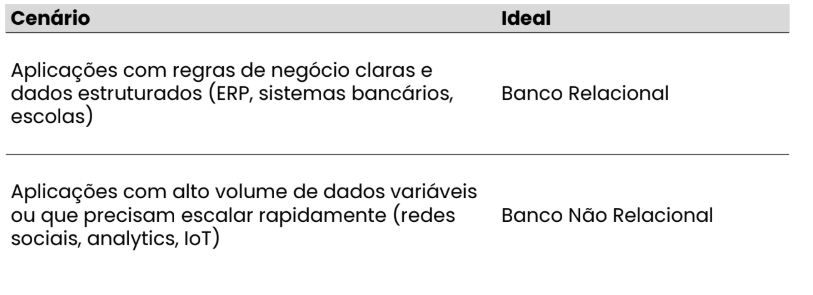 Cenário Ideal
Aplicações com regras de negócio claras e
dados estruturados (ERP, sistemas bancários,
escolas)
Banco Relacional
Aplicações com alto volume de dados variáveis
ou que precisam escalar rapidamente (redes
sociais, analytics, IoT)
Banco Não Relacional